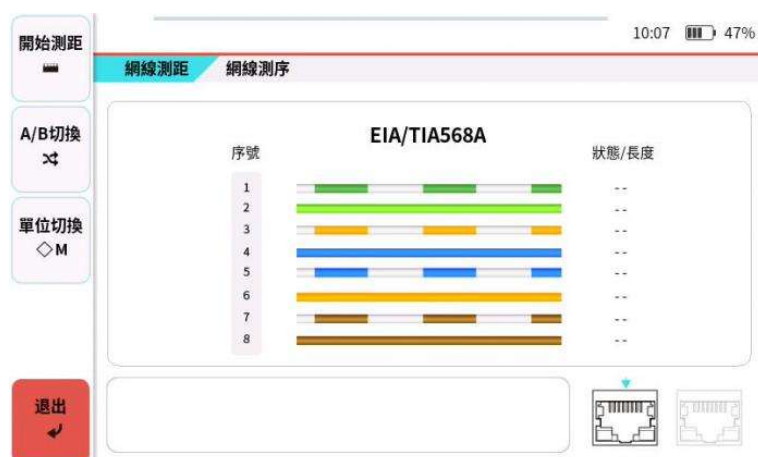 10:07 47%
開始測距
網線測距 網線測序
A/B切換
EIA/TIA568A
序號 狀態/長度
1 --
2 --
3 --
4 --
5 --
6 --
7 --
8 --
單位切換
◇M
退出